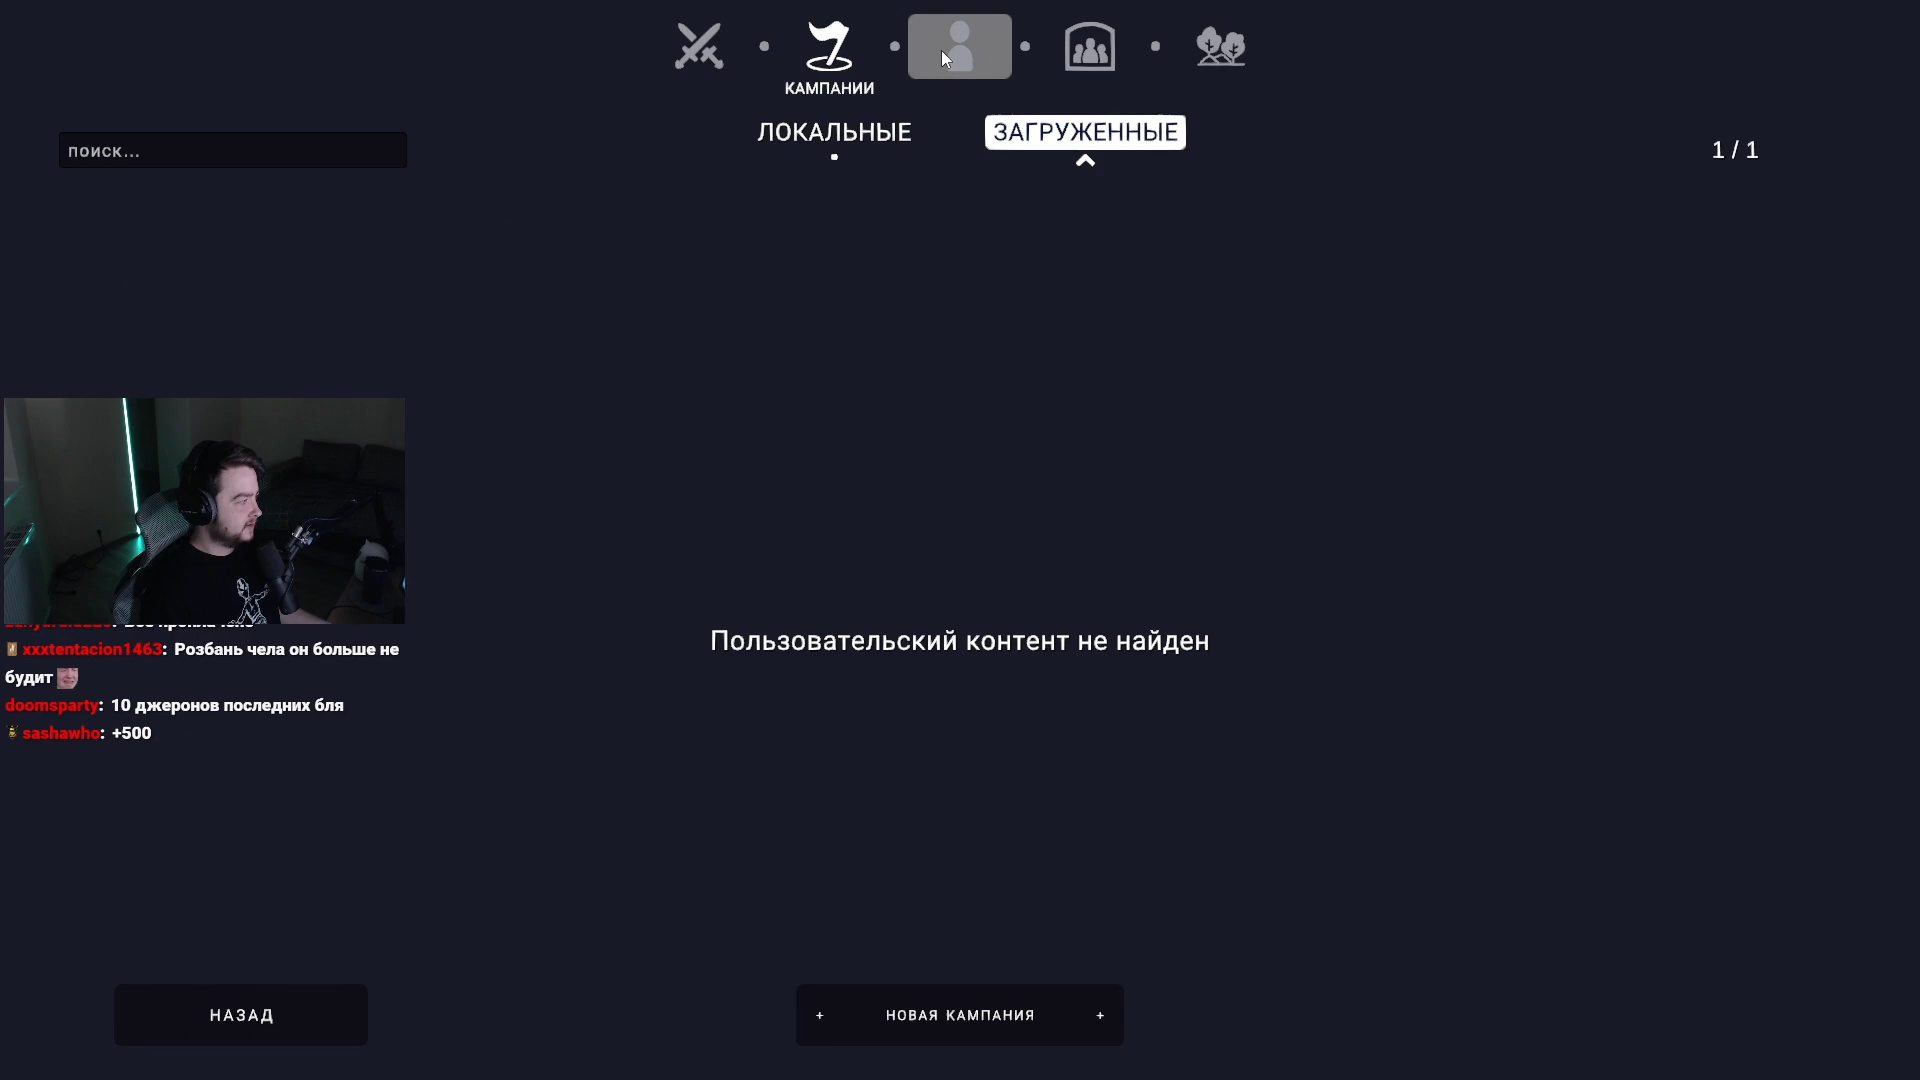 КАМПАНИИ
ЛОКАЛЬНЫЕ
ЗАГРУЖЕННЫЕ
поиск...
1 / 1
Пользовательский контент не найден
xxxtentacion1463: Розбань чела он больше не
будит
doomsparty: 10 джеронов последних бля
sashawho: +500
НАЗАД
+ НОВАЯ КАМПАНИЯ +